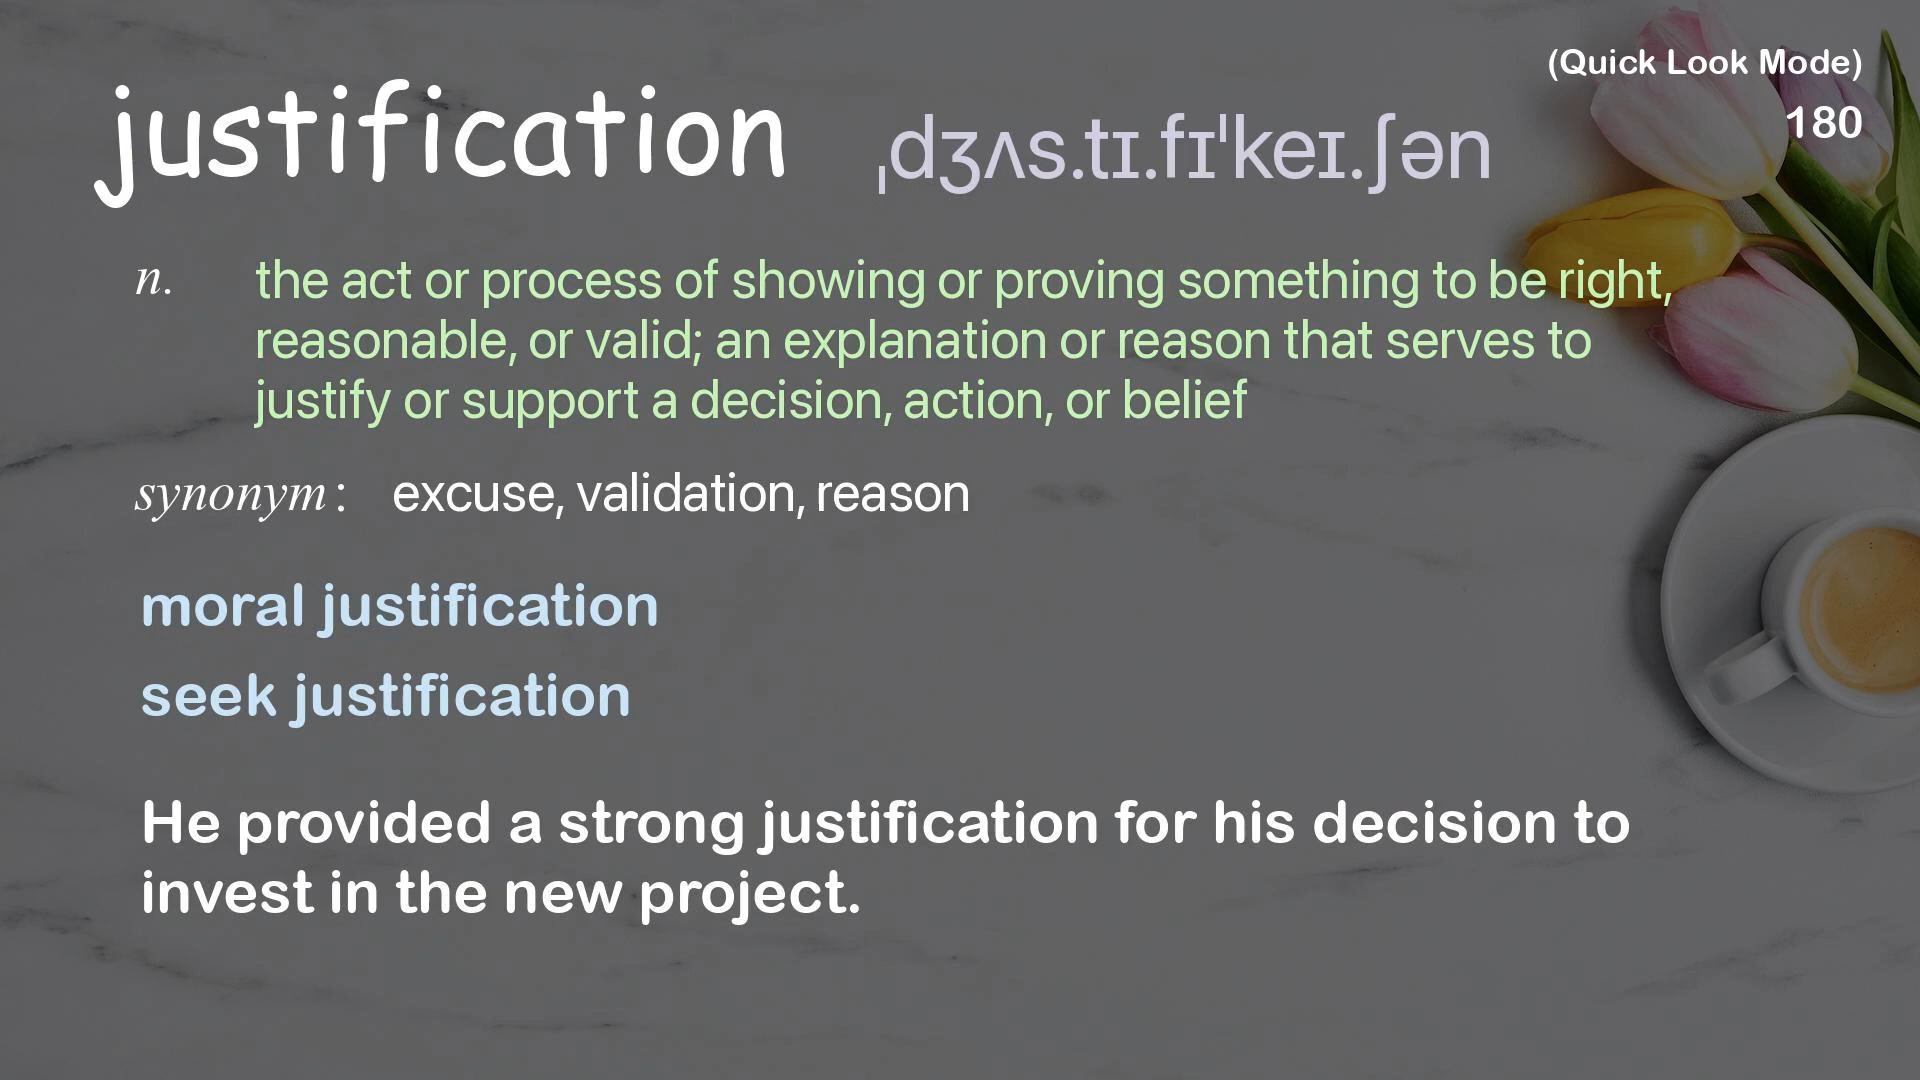 (Quick Look Mode)
180
justification ˌdʒʌs.tɪ.fɪˈkeɪ.ʃən
n. the act or process of showing or proving something to be right,
reasonable, or valid; an explanation or reason that serves to
justify or support a decision, action, or belief
synonym: excuse, validation, reason
moral justification
seek justification
He provided a strong justification for his decision to
invest in the new project.